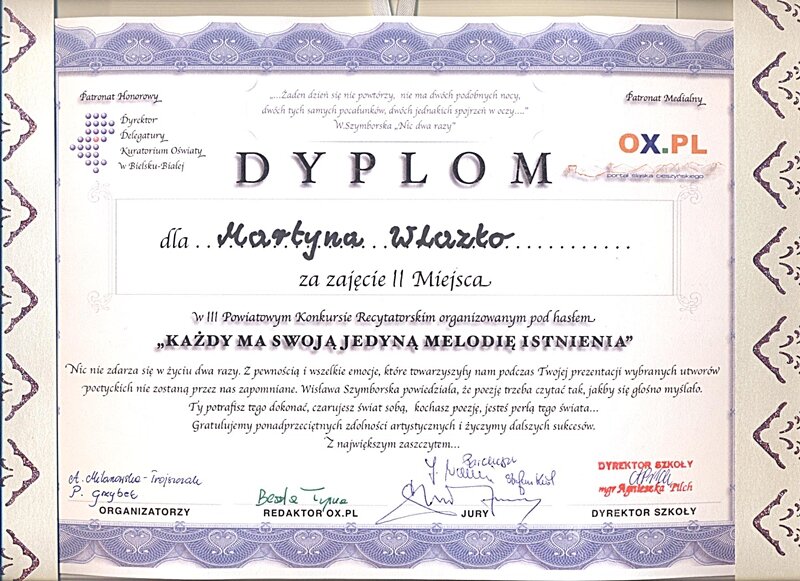 Patronat Honorowy
Dyrektor
Delegatury
Kuratorium Oświaty
w Bielsku-Białej
„....Żaden dzień się nie powtórzy, nie ma dwóch podobnych nocy,
dwóch tych samych pocałunków, dwóch jednakich spojrzeń w oczy....”
W.Szymborska „Nic dwa razy”
Patronat Medialny
OX.PL
portal śląska cieszyńskiego
DYPLOM
dla Martyna Wlazło
za zajęcie II Miejsca
w III Powiatowym Konkursie Recytatorskim organizowanym pod hasłem
„KAŻDY MA SWOJĄ JEDYNĄ MELODIĘ ISTNIENIA”
Nic nie zdarza się w życiu dwa razy. Z pewnością i wszelkie emocje, które towarzyszyły nam podczas Twojej prezentacji wybranych utworów
poetyckich nie zostaną przez nas zapomniane. Wisława Szymborska powiedziała, że poezję trzeba czytać tak, jakby się głośno myślało.
Ty potrafisz tego dokonać, czarujesz świat sobą, kochasz poezję, jesteś perłą tego świata...
Gratulujemy ponadprzeciętnych zdolności artystycznych i życzymy dalszych sukcesów.
Z największym zaszczytem...
P. Grzybek
Beata
DYREKTOR SZKOŁY
mgr Agnieszka Pilch
ORGANIZATORZY
REDAKTOR OX.PL
JURY
DYREKTOR SZKOŁY